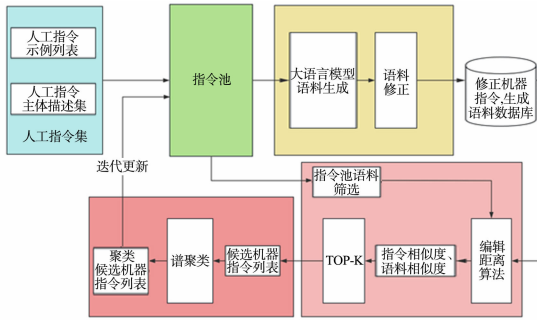 人工指令
示例列表
人工指令
主体描述集
人工指令集
指令池
大语言模型
语料生成
语料
修正
修正机器
指令,生成
语料数据库
迭代更新
指令池语料
筛选
聚类
候选机器
指令列表
谱聚类
候选机器
指令列表
TOP-K
指令相似度、
语料相似度
编辑
距离
算法